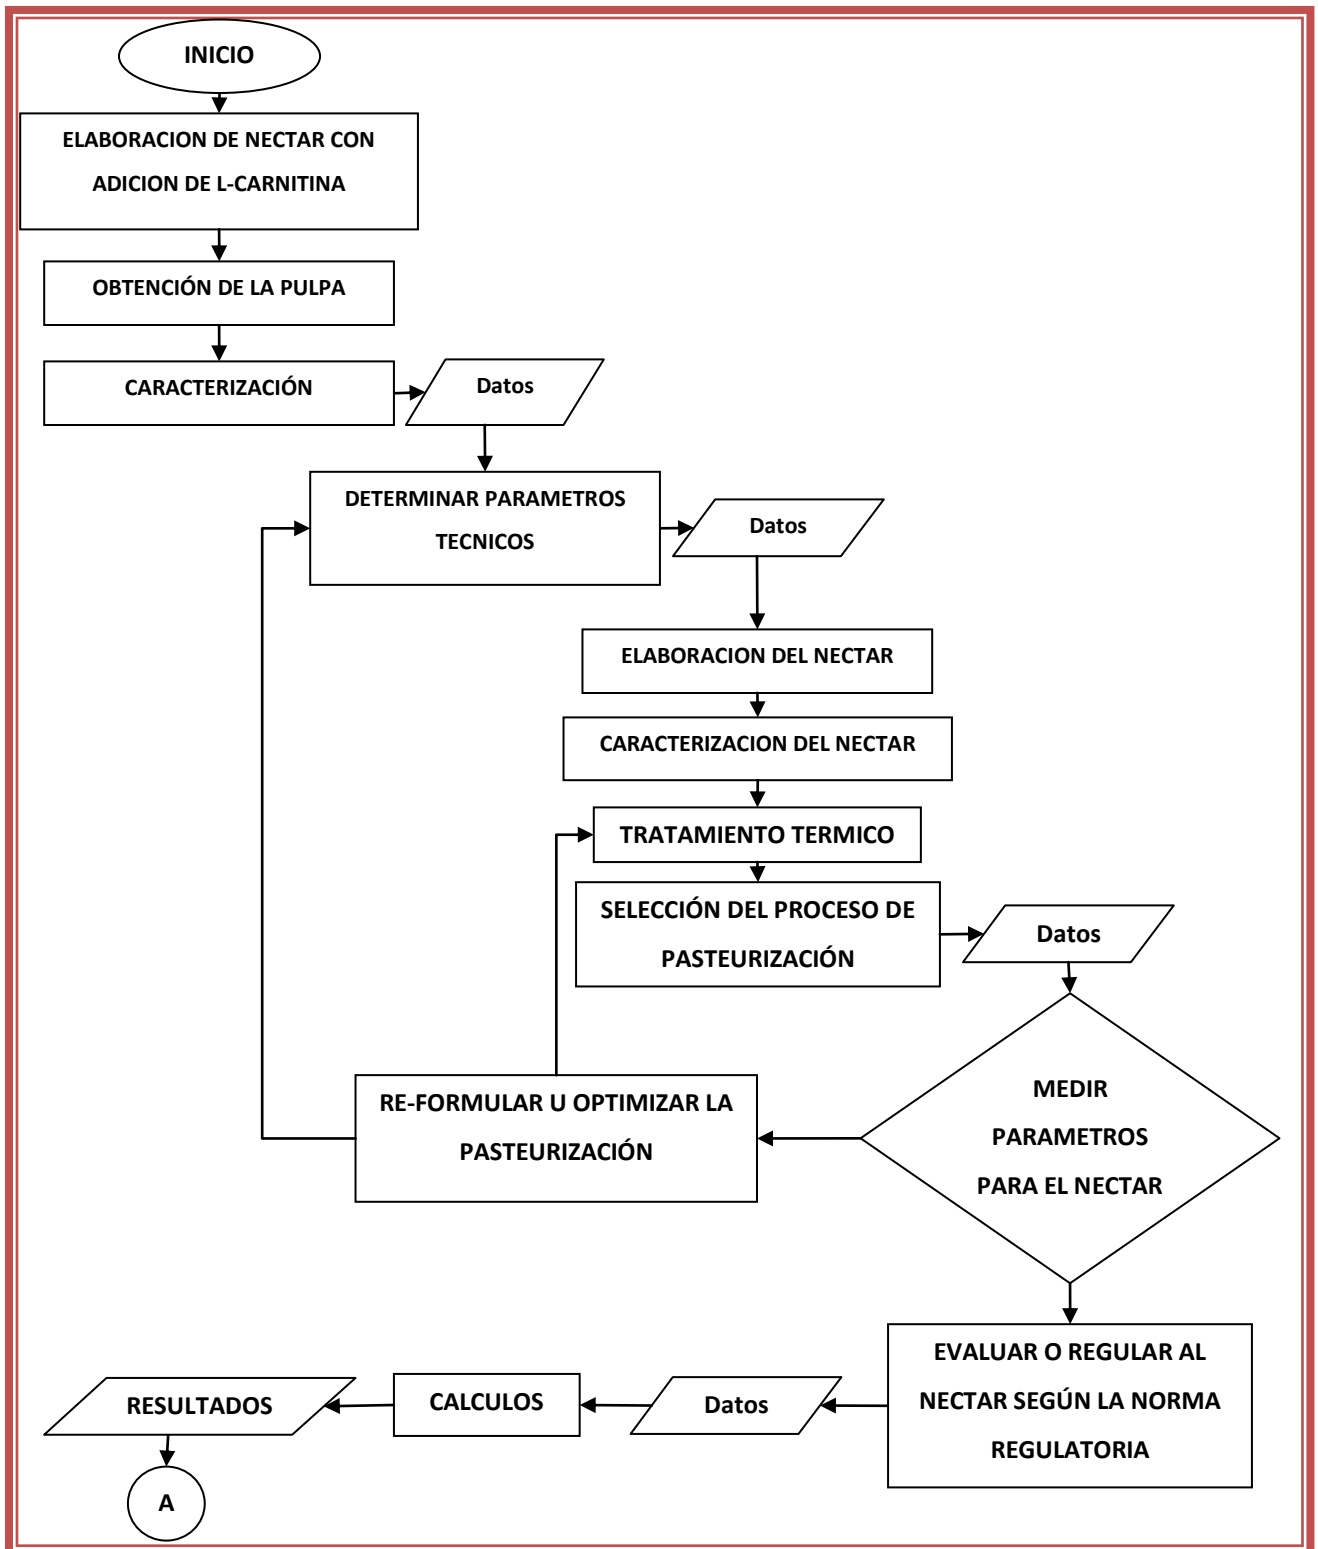 INICIO
ELABORACION DE NECTAR CON
ADICION DE L-CARNITINA
OBTENCIÓN DE LA PULPA
CARACTERIZACIÓN
Datos
DETERMINAR PARAMETROS
TECNICOS
Datos
ELABORACION DEL NECTAR
CARACTERIZACION DEL NECTAR
TRATAMIENTO TERMICO
SELECCIÓN DEL PROCESO DE
PASTEURIZACIÓN
Datos
MEDIR
PARAMETROS
PARA EL NECTAR
RE-FORMULAR U OPTIMIZAR LA
PASTEURIZACIÓN
EVALUAR O REGULAR AL
NECTAR SEGÚN LA NORMA
REGULATORIA
Datos
CALCULOS
RESULTADOS
A